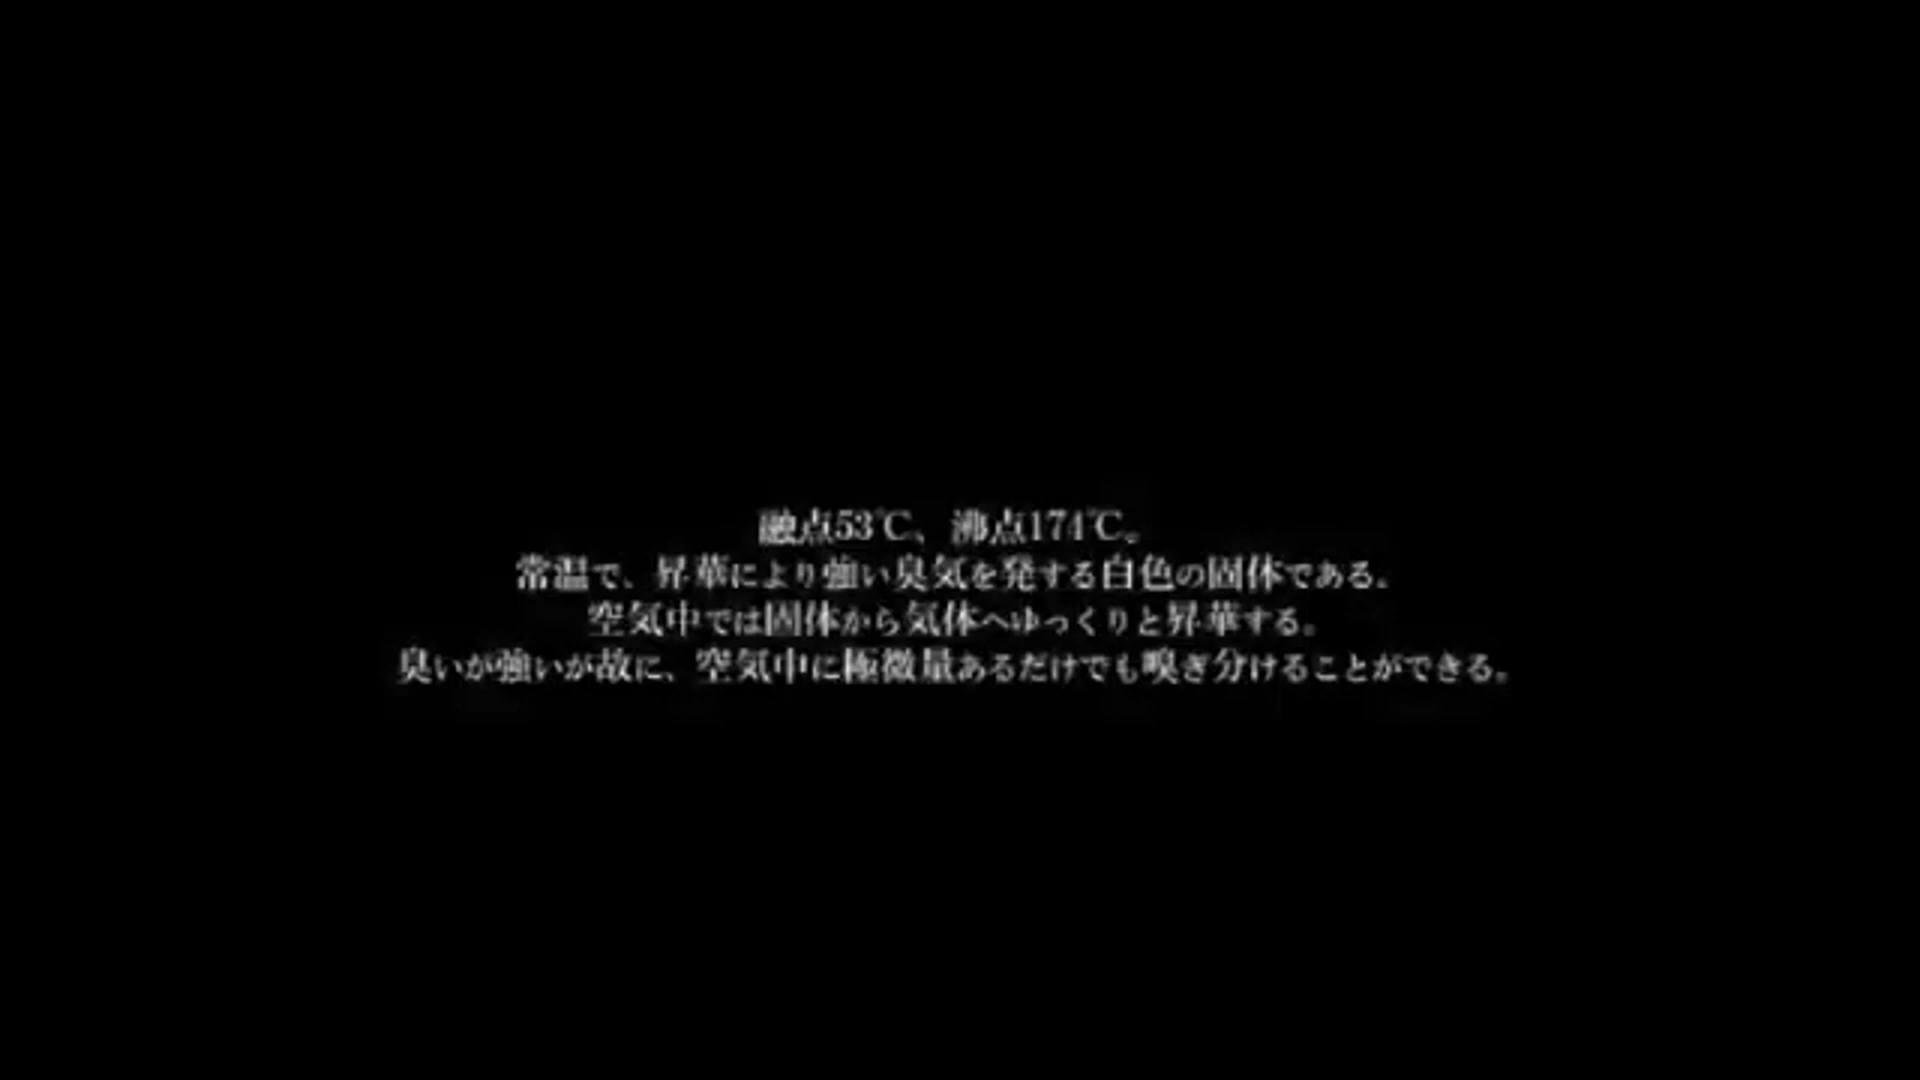 融点53℃、沸点174℃。
常温で、昇華により強い臭気を発する白色の固体である。
空気中では固体から気体へゆっくりと昇華する。
臭いが強いが故に、空気中に極微量あるだけでも嗅ぎ分けることができる。